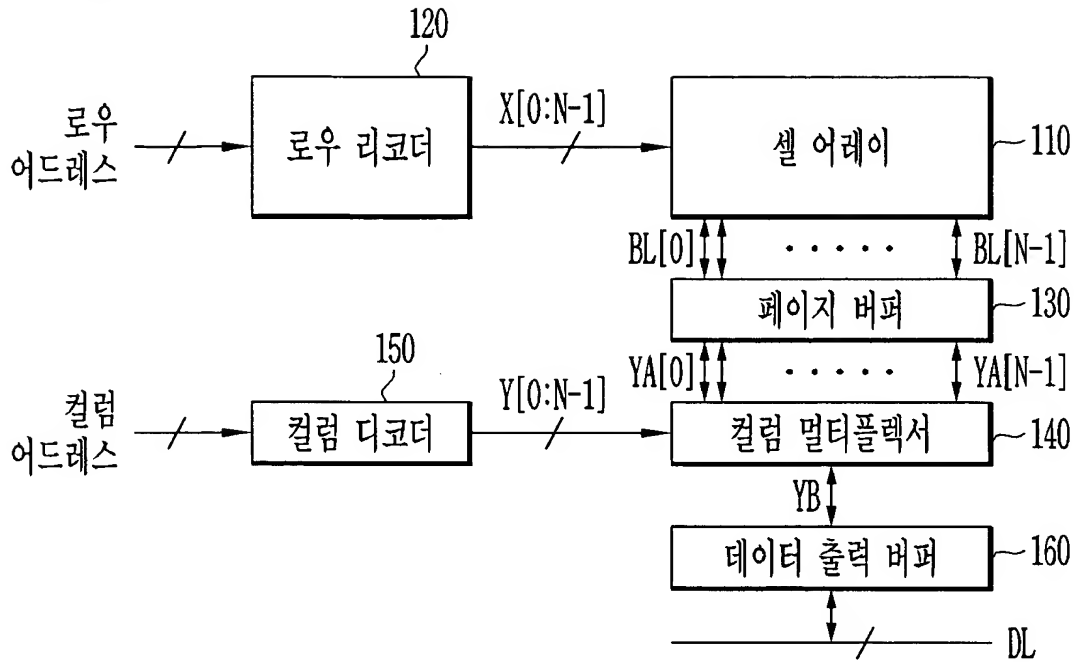 120
로우
어드레스
로우 리코더
X[0:N-1]
셀 어레이
110
BL[0]
· · · · ·
BL[N-1]
페이지 버퍼
130
YA[0]
· · · · ·
YA[N-1]
150
컬럼
어드레스
컬럼 디코더
Y[0:N-1]
컬럼 멀티플렉서
140
YB
데이터 출력 버퍼
160
DL